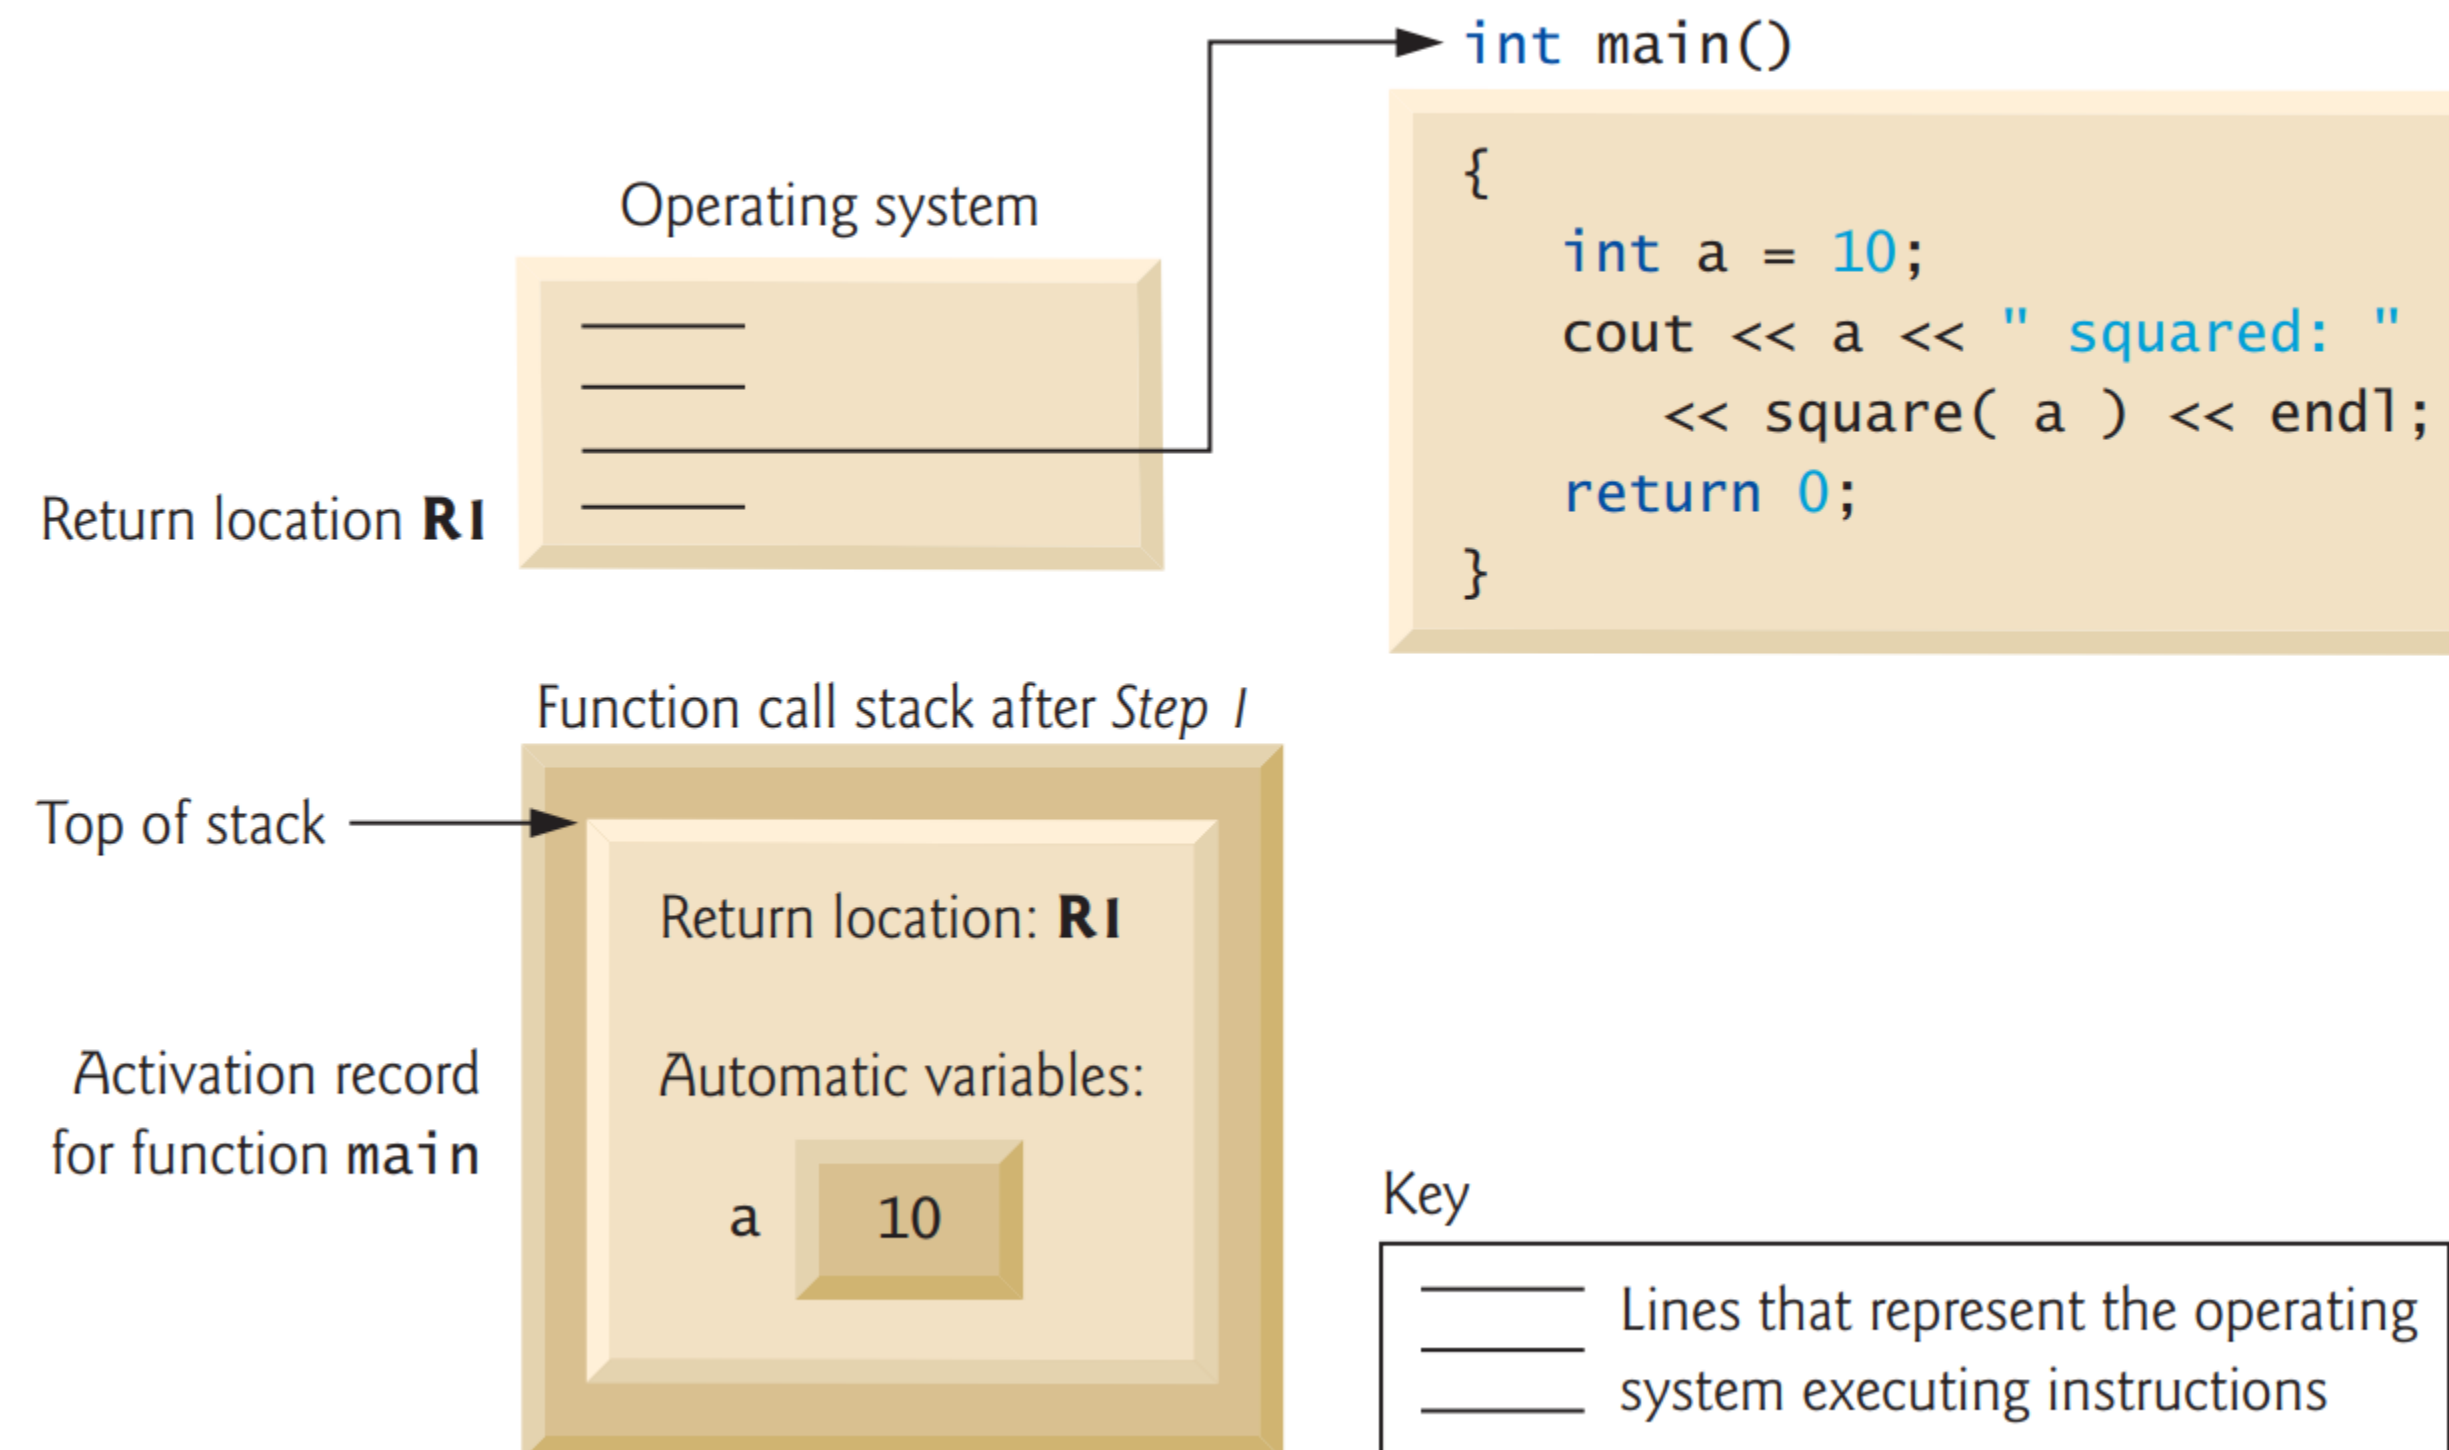 int main()
{
int a = 10;
cout << a << " squared: "
<< square( a ) << endl;
return 0;
}
Operating system
Return location R1
Function call stack after Step 1
Top of stack
Return location: R1
Activation record
for function main
Automatic variables:
a 10
Key
Lines that represent the operating
system executing instructions